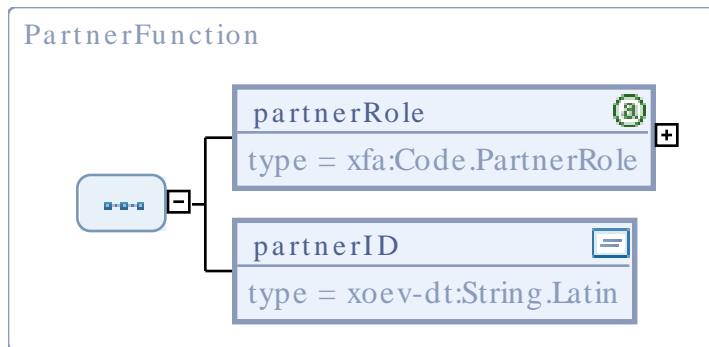 PartnerFunction
partnerRole
type = xfa:Code.PartnerRole
partnerID
type = xoev-dt:String.Latin